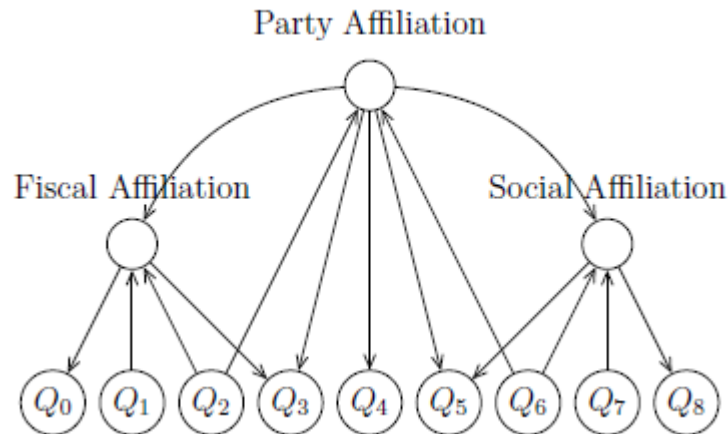 Party Affiliation
Fiscal Affiliation Social Affiliation
Q0 Q1 Q2 Q3 Q4 Q5 Q6 Q7 Q8